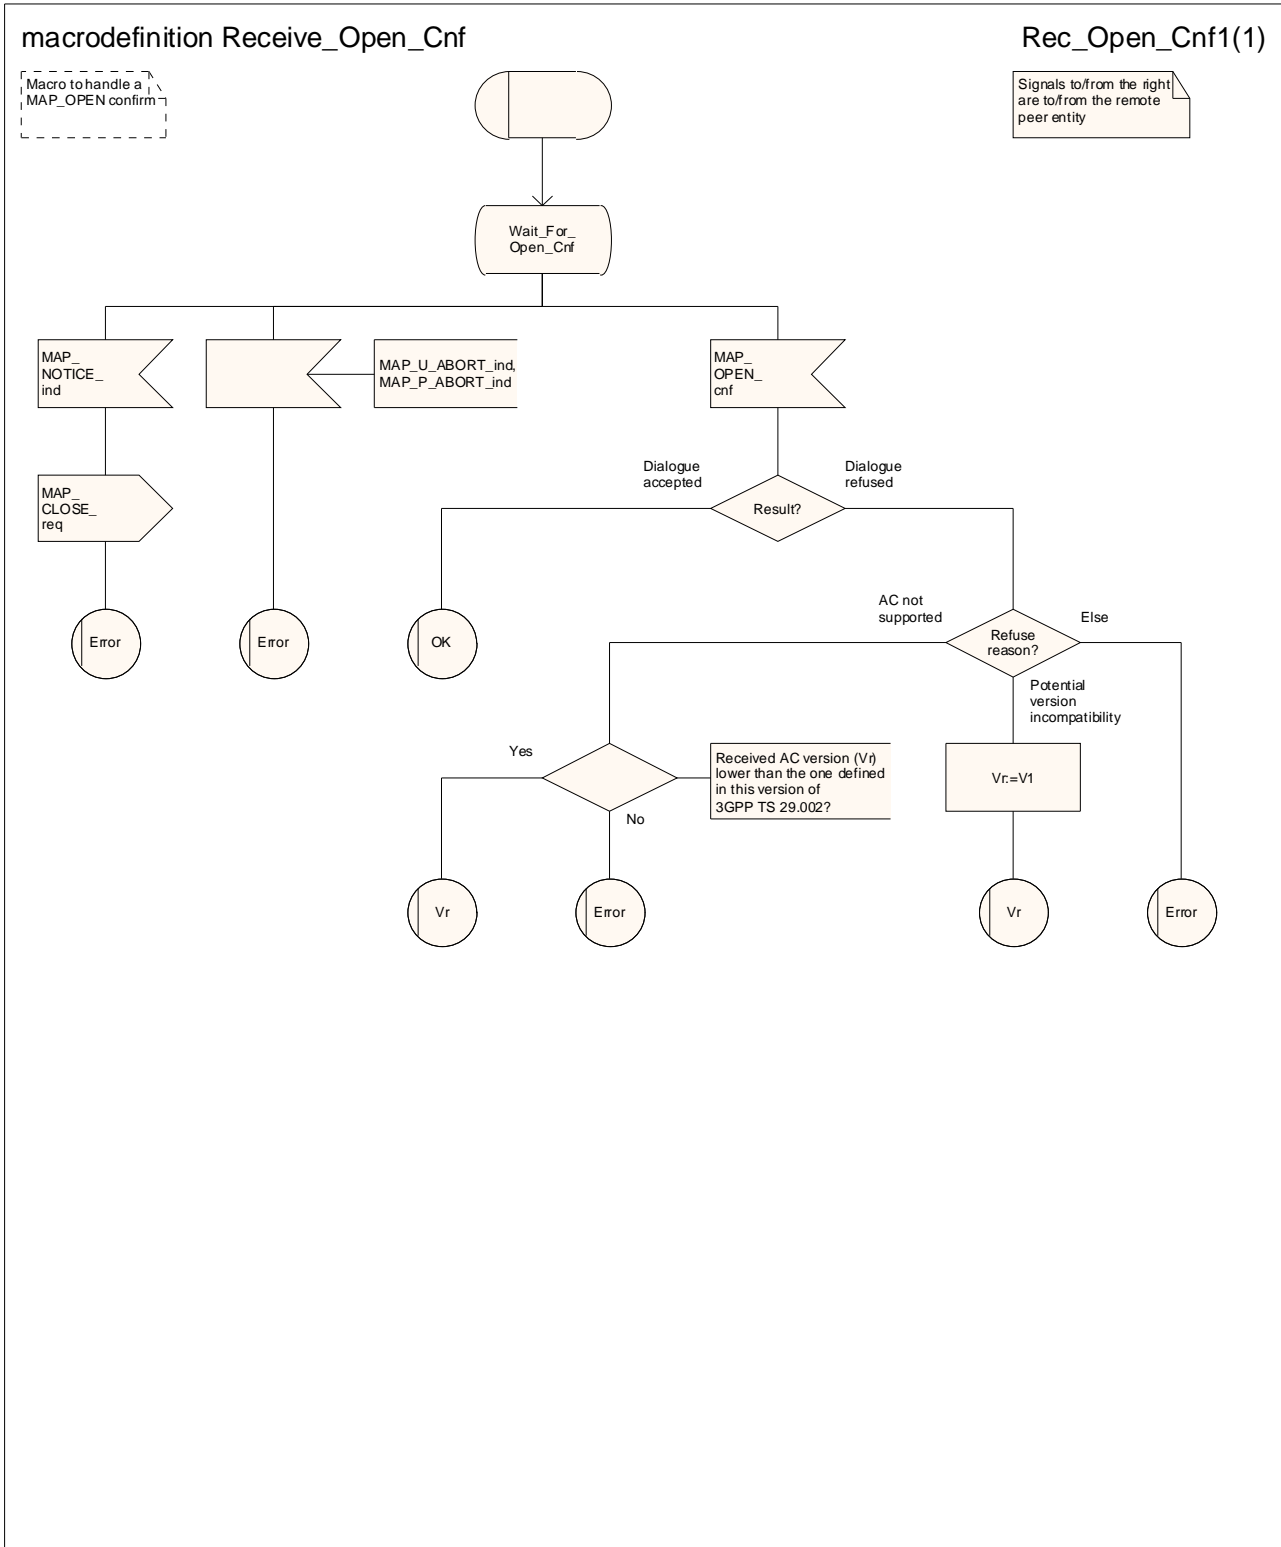 macrodefinition Receive_Open_Cnf
Rec_Open_Cnf1(1)
Macro to handle a
MAP_OPEN confirm
Signals to/from the right
are to/from the remote
peer entity
Wait_For_
Open_Cnf
MAP_
NOTICE_
ind
MAP_U_ABORT_ind,
MAP_P_ABORT_ind
MAP_
OPEN_
cnf
MAP_
CLOSE_
req
Dialogue
accepted
Result?
Dialogue
refused
Error
Error
OK
AC not
supported
Refuse
reason?
Else
Potential
version
incompatibility
Yes
Received AC version (Vr)
lower than the one defined
in this version of
3GPP TS 29.002?
No
Vr:=V1
Vr
Error
Vr
Error